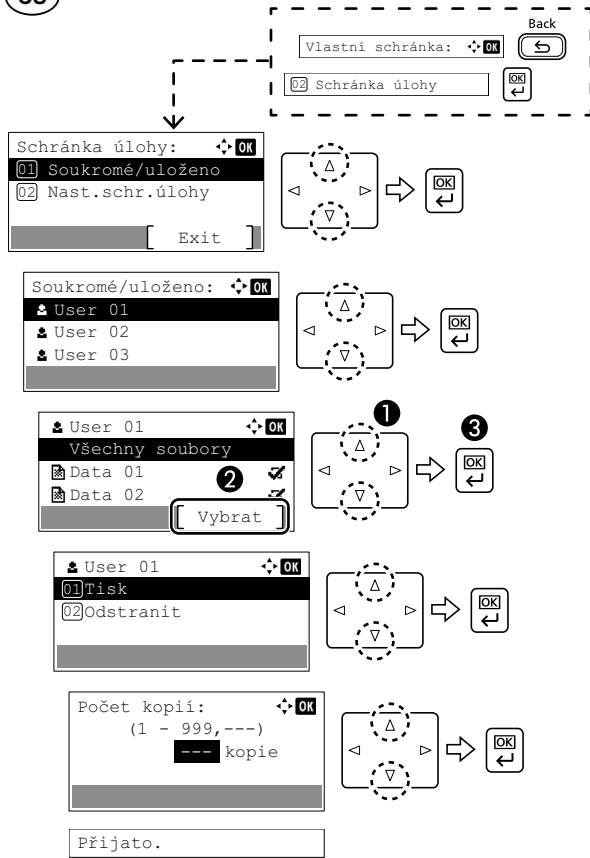 Back
Vlastní schránka: OK
02 Schránka úlohy OK
Schránka úlohy: OK
01 Soukromé/uloženo
02 Nast.schr.úlohy
[ Exit ]
OK
Soukromé/uloženo: OK
User 01
User 02
User 03
OK
1 3
User 01 OK
Všechny soubory
Data 01
2
Data 02
[ Vybrat ]
OK
User 01 OK
01 Tisk
02 Odstranit
OK
Počet kopií: OK
(1 - 999,---)
--- kopie
OK
Přijato.